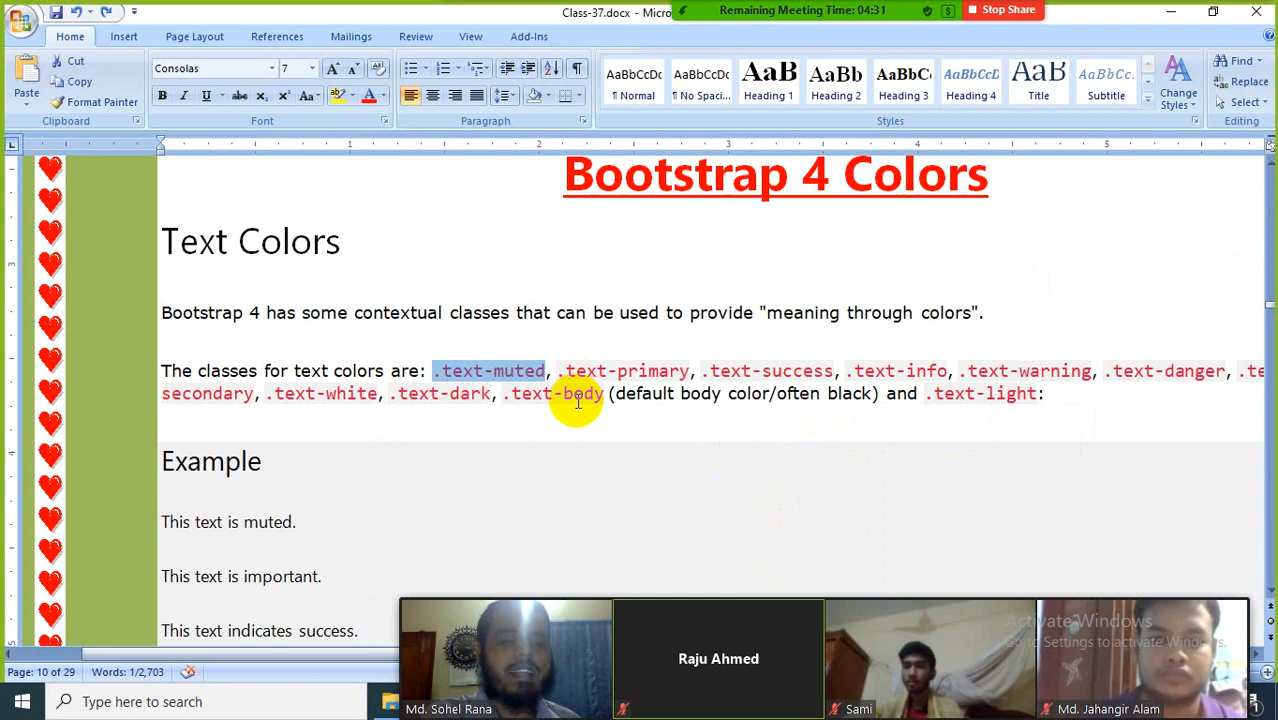 Class-37.docx - Micro
Remaining Meeting Time: 04:31
Stop Share
Home Insert Page Layout References Mailings Review View Add-Ins
Paste
Cut
Copy
Format Painter
Clipboard
Consolas 7
Font
Paragraph
AaBbCcDc AaBbCcDc AaB AaBb AaBbC AaBbCcD AaB AaBbCc.
¶ Normal ¶ No Spaci... Heading 1 Heading 2 Heading 3 Heading 4 Title Subtitle
Change Styles
Styles
Find
Replace
Select
Editing
1 2 3 4 5
Bootstrap 4 Colors
Text Colors
Bootstrap 4 has some contextual classes that can be used to provide "meaning through colors".
The classes for text colors are: .text-muted, .text-primary, .text-success, .text-info, .text-warning, .text-danger, .te
secondary, .text-white, .text-dark, .text-body (default body color/often black) and .text-light:
Example
This text is muted.
This text is important.
This text indicates success.
Activate Windows
Go to Settings to activate Windows.
Md. Sohel Rana
Raju Ahmed
Sami
Md. Jahangir Alam
Page: 10 of 29 Words: 1/2,703
Type here to search